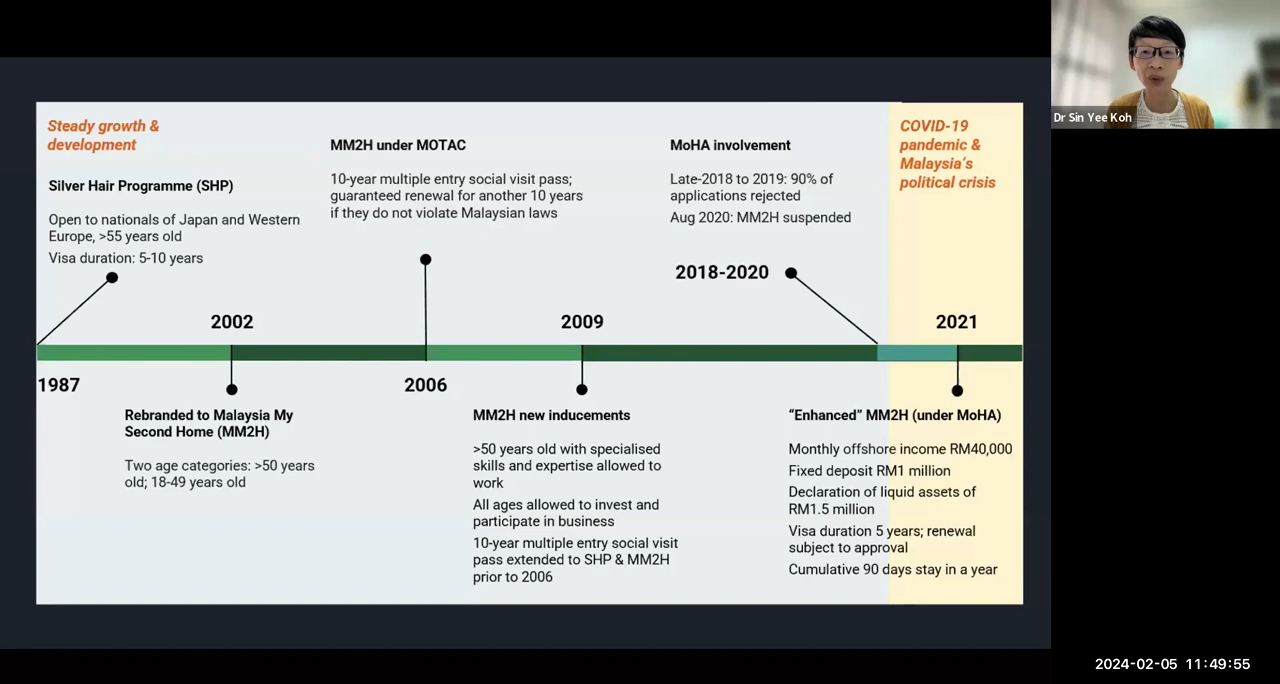 Steady growth &
development
Silver Hair Programme (SHP)
Open to nationals of Japan and Western
Europe, >55 years old
Visa duration: 5-10 years
MM2H under MOTAC
10-year multiple entry social visit pass;
guaranteed renewal for another 10 years
if they do not violate Malaysian laws
MoHA involvement
Late-2018 to 2019: 90% of
applications rejected
Aug 2020: MM2H suspended
COVID-19
pandemic &
Malaysia's
political crisis
2018-2020
2002
2009
2021
1987
2006
Rebranded to Malaysia My
Second Home (MM2H)
Two age categories: >50 years
old; 18-49 years old
MM2H new inducements
>50 years old with specialised
skills and expertise allowed to
work
All ages allowed to invest and
participate in business
10-year multiple entry social visit
pass extended to SHP & MM2H
prior to 2006
“Enhanced” MM2H (under MoHA)
Monthly offshore income RM40,000
Fixed deposit RM1 million
Declaration of liquid assets of
RM1.5 million
Visa duration 5 years; renewal
subject to approval
Cumulative 90 days stay in a year
Dr Sin Yee Koh
2024-02-05 11:49:55